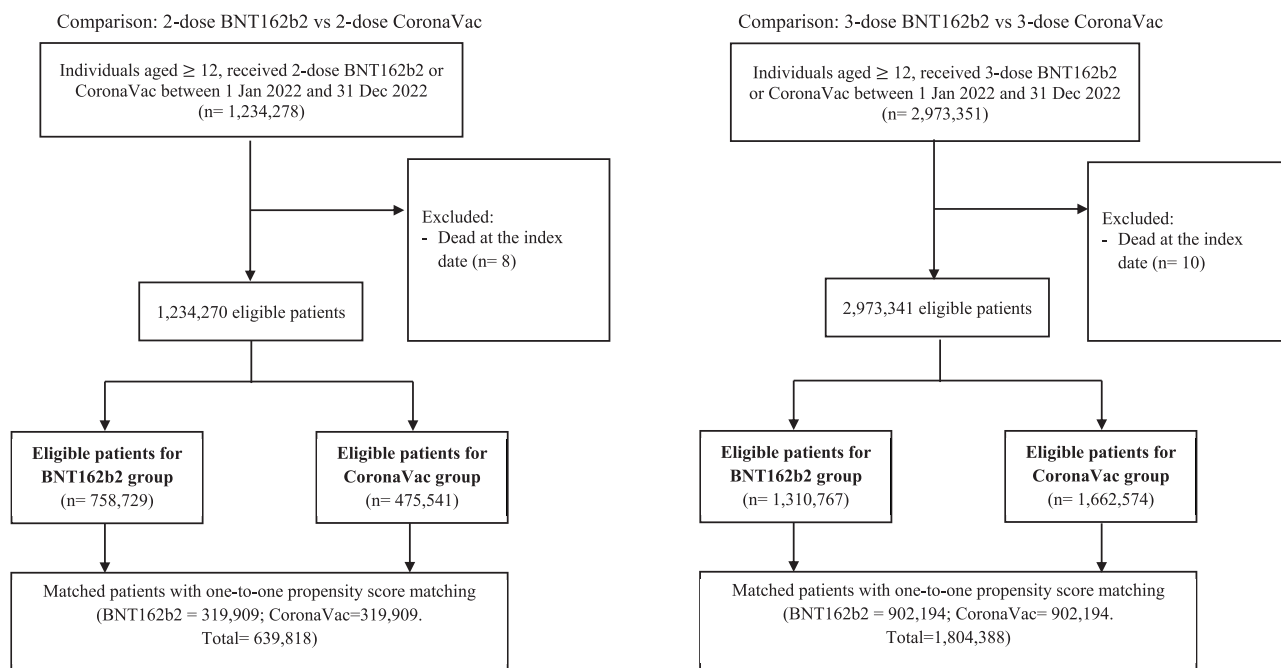 Comparison: 2-dose BNT162b2 vs 2-dose CoronaVac
Individuals aged ≥ 12, received 2-dose BNT162b2 or
CoronaVac between 1 Jan 2022 and 31 Dec 2022
(n= 1,234,278)
Excluded:
- Dead at the index
date (n= 8)
1,234,270 eligible patients
Eligible patients for
BNT162b2 group
(n= 758,729)
Eligible patients for
CoronaVac group
(n= 475,541)
Matched patients with one-to-one propensity score matching
(BNT162b2 = 319,909; CoronaVac=319,909.
Total= 639,818)
Comparison: 3-dose BNT162b2 vs 3-dose CoronaVac
Individuals aged ≥ 12, received 3-dose BNT162b2
or CoronaVac between 1 Jan 2022 and 31 Dec 2022
(n= 2,973,351)
Excluded:
- Dead at the index
date (n= 10)
2,973,341 eligible patients
Eligible patients for
BNT162b2 group
(n= 1,310,767)
Eligible patients for
CoronaVac group
(n= 1,662,574)
Matched patients with one-to-one propensity score matching
(BNT162b2 = 902,194; CoronaVac= 902,194.
Total=1,804,388)